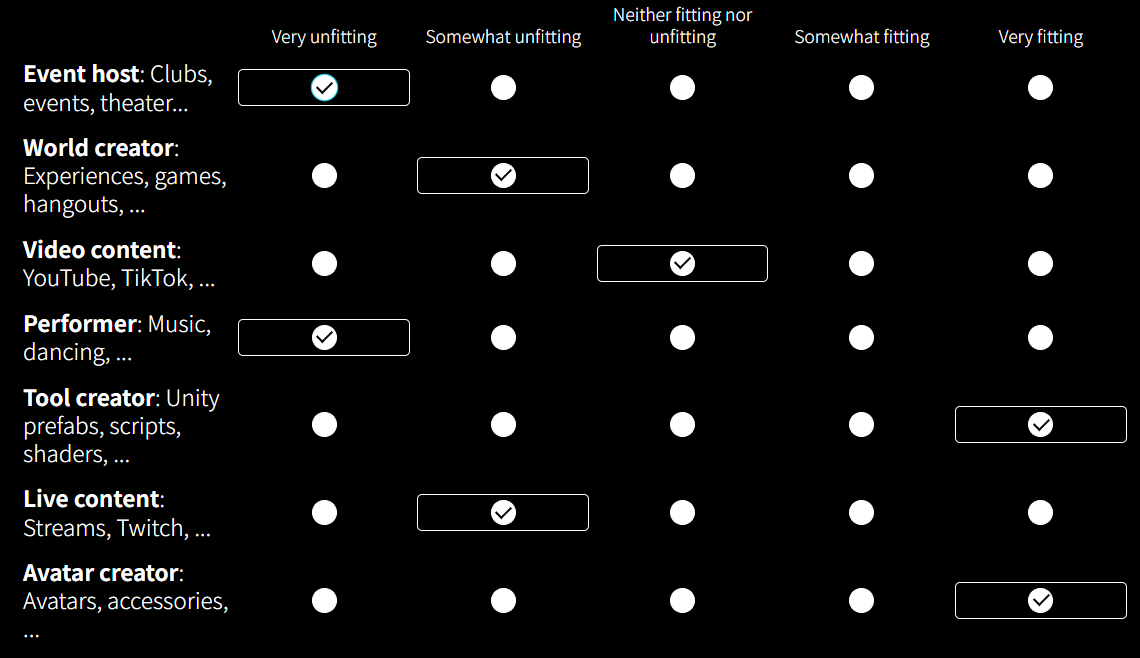 Very unfitting
Somewhat unfitting
Neither fitting nor
unfitting
Somewhat fitting
Very fitting
Event host: Clubs,
events, theater...
World creator:
Experiences, games,
hangouts, ...
Video content:
YouTube, TikTok, ...
Performer: Music,
dancing, ...
Tool creator: Unity
prefabs, scripts,
shaders, ...
Live content:
Streams, Twitch, ...
Avatar creator:
Avatars, accessories,
...